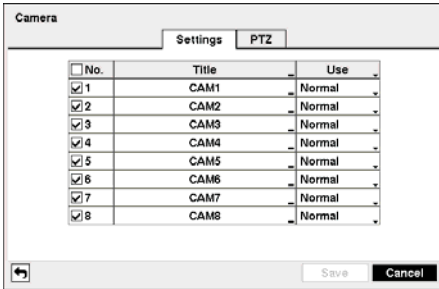 Camera
Settings PTZ
No. Title Use
1 CAM1 Normal
2 CAM2 Normal
3 CAM3 Normal
4 CAM4 Normal
5 CAM5 Normal
6 CAM6 Normal
7 CAM7 Normal
8 CAM8 Normal
Save Cancel